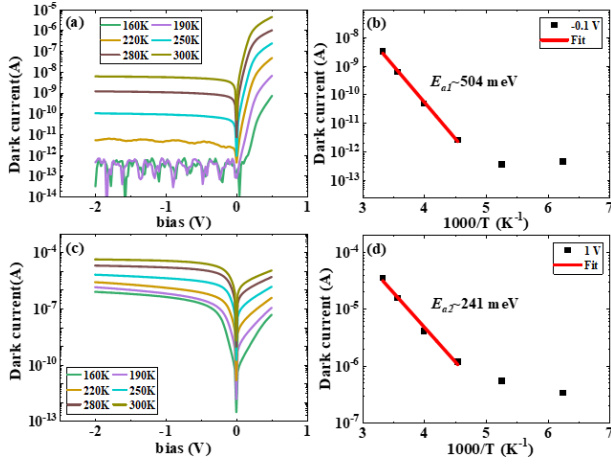 (a)
160K 190K
220K 250K
280K 300K
10⁻⁵
10⁻⁶
10⁻⁷
10⁻⁸
10⁻⁹
10⁻¹⁰
10⁻¹¹
10⁻¹²
10⁻¹³
10⁻¹⁴
Dark current(A)
-2 -1 0 1
bias (V)
(b)
-0.1 V
Fit
Eₐ₁~504 meV
10⁻⁷
10⁻⁸
10⁻⁹
10⁻¹⁰
10⁻¹¹
10⁻¹²
10⁻¹³
Dark current (A)
3 4 5 6 7
1000/T (K⁻¹)
(c)
10⁻⁴
10⁻⁷
10⁻¹⁰
10⁻¹³
Dark current(A)
160K 190K
220K 250K
280K 300K
-2 -1 0 1
bias (V)
(d)
1 V
Fit
Eₐ₂~241 meV
10⁻⁴
10⁻⁵
10⁻⁶
10⁻⁷
Dark current (A)
3 4 5 6 7
1000/T (K⁻¹)